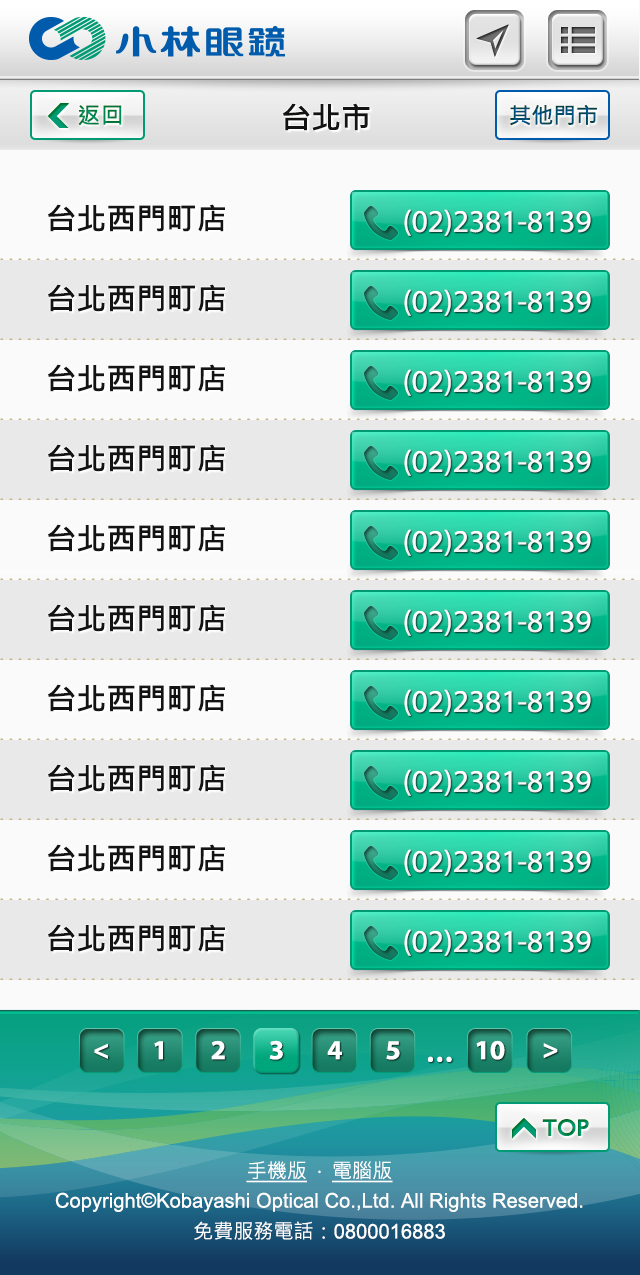 小林眼鏡
返回 台北市 其他門市
台北西門町店 (02)2381-8139
台北西門町店 (02)2381-8139
台北西門町店 (02)2381-8139
台北西門町店 (02)2381-8139
台北西門町店 (02)2381-8139
台北西門町店 (02)2381-8139
台北西門町店 (02)2381-8139
台北西門町店 (02)2381-8139
台北西門町店 (02)2381-8139
台北西門町店 (02)2381-8139
< 1 2 3 4 5 ... 10 >
TOP
手機版 · 電腦版
Copyright©Kobayashi Optical Co.,Ltd. All Rights Reserved.
免費服務電話：0800016883